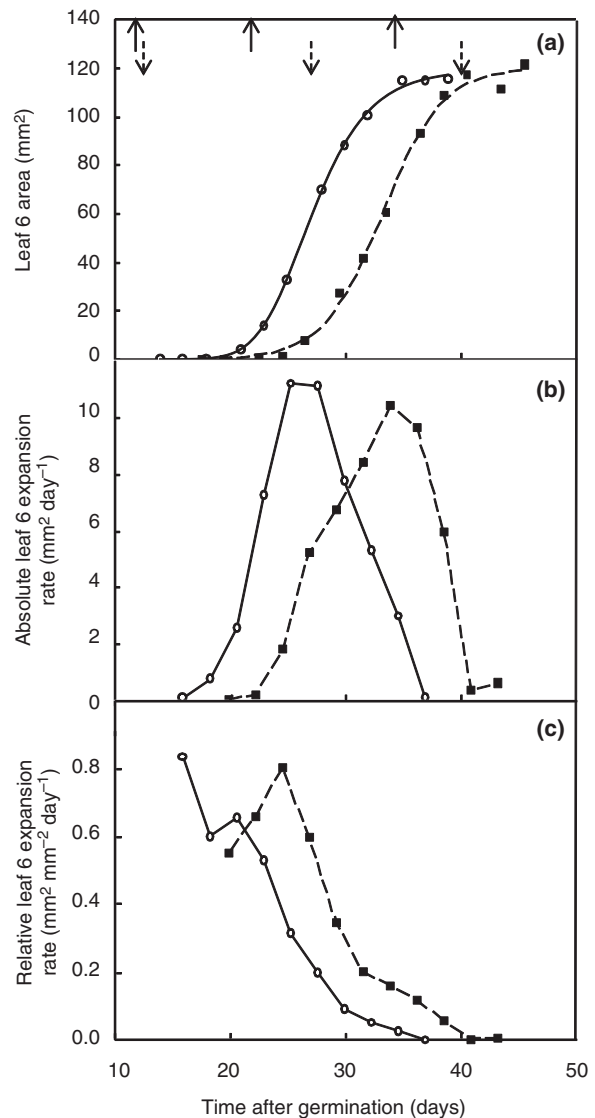 140
120
100
80
60
40
20
0
Leaf 6 area (mm²)
(a)
10
8
6
4
2
0
Absolute leaf 6 expansion
rate (mm² day⁻¹)
(b)
0.8
0.6
0.4
0.2
0.0
Relative leaf 6 expansion
rate (mm² mm⁻² day⁻¹)
(c)
10 20 30 40 50
Time after germination (days)